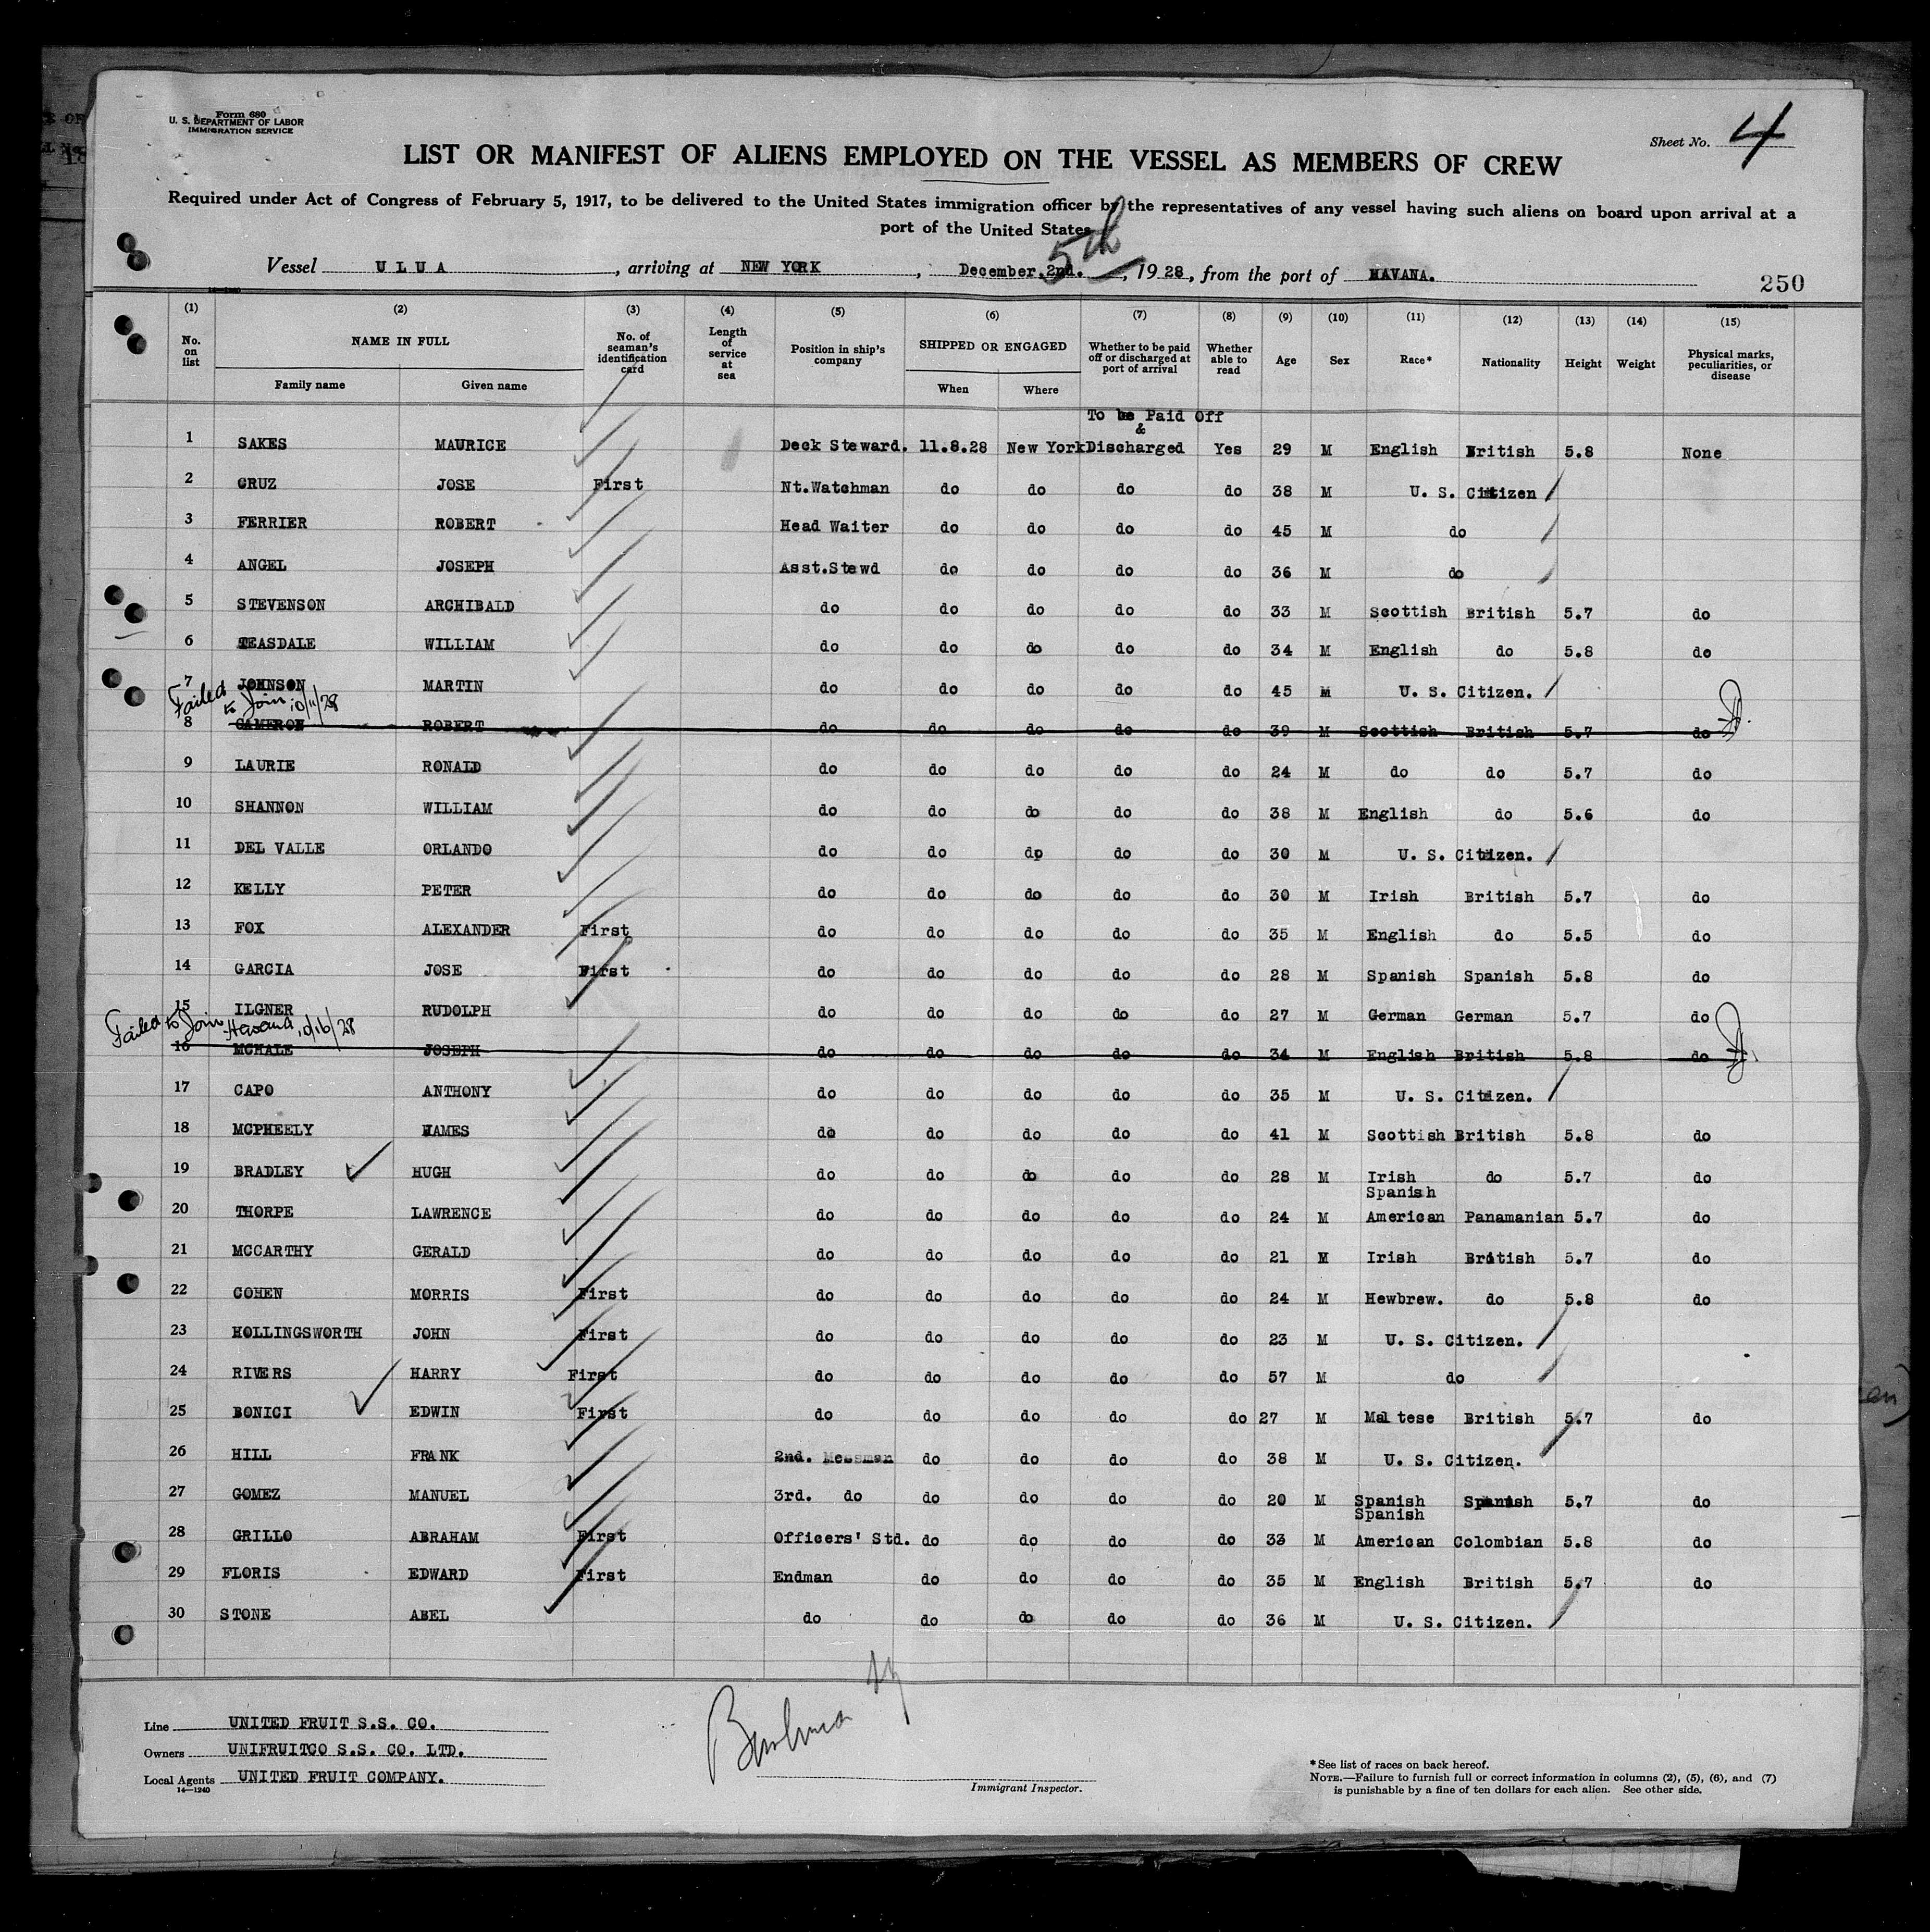 Form 680
U. S. DEPARTMENT OF LABOR
IMMIGRATION SERVICE
Sheet No. 4
LIST OR MANIFEST OF ALIENS EMPLOYED ON THE VESSEL AS MEMBERS OF CREW
Required under Act of Congress of February 5, 1917, to be delivered to the United States immigration officer by the representatives of any vessel having such aliens on board upon arrival at a
port of the United States
5th
Vessel ULUA, arriving at NEW YORK, December, 2nd., 1928, from the port of HAVANA.
250
(1) (2) (3) (4) (5) (6) (7) (8) (9) (10) (11) (12) (13) (14) (15)
No. on list NAME IN FULL Family name Given name No. of seaman's identification card Length of service at sea Position in ship's company SHIPPED OR ENGAGED When Where Whether to be paid off or discharged at port of arrival Whether able to read Age Sex Race* Nationality Height Weight Physical marks, peculiarities, or disease
To be Paid Off
&
1 SAKES MAURICE Deck Steward. 11.8.28 New York Discharged Yes 29 M English British 5.8 None
2 CRUZ JOSE First Nt.Watchman do do do do 38 M U. S. Citizen
3 FERRIER ROBERT Head Waiter do do do do 45 M do
4 ANGEL JOSEPH Asst.Stewd do do do do 36 M do
5 STEVENSON ARCHIBALD do do do do do 33 M Scottish British 5.7 do
6 TEASDALE WILLIAM do do do do do 34 M English do 5.8 do
7 JOHNSON MARTIN do do do do do 45 M U. S. Citizen.
Failed to Join 10/11/28
8 CAMERON ROBERT do do do do do 39 M Scottish British 5.7 do
9 LAURIE RONALD do do do do do 24 M do do 5.7 do
10 SHANNON WILLIAM do do do do do 38 M English do 5.6 do
11 DEL VALLE ORLANDO do do dp do do 30 M U. S. Citizen.
12 KELLY PETER do do do do do 30 M Irish British 5.7 do
13 FOX ALEXANDER First do do do do do 35 M English do 5.5 do
14 GARCIA JOSE First do do do do do 28 M Spanish Spanish 5.8 do
15 ILGNER RUDOLPH do do do do do 27 M German German 5.7 do
Failed to Join Havana
16 MCHALE JOSEPH do do do do do 34 M English British 5.8 do
17 CAPO ANTHONY do do do do do 35 M U. S. Citizen.
18 MCPHEELY HAMES do do do do do 41 M Scottish British 5.8 do
19 BRADLEY HUGH do do do do do 28 M Irish do 5.7 do
Spanish
20 THORPE LAWRENCE do do do do do 24 M American Panamanian 5.7 do
21 MCCARTHY GERALD do do do do do 21 M Irish British 5.7 do
22 COHEN MORRIS First do do do do do 24 M Hewbrew. do 5.8 do
23 HOLLINGSWORTH JOHN First do do do do do 23 M U. S. Citizen.
24 RIVERS HARRY First do do do do do 57 M do
25 BONICI EDWIN First do do do do do 27 M Maltese British 5.7 do
26 HILL FRANK 2nd. Messman do do do do 38 M U. S. Citizen.
27 GOMEZ MANUEL 3rd. do do do do do 20 M Spanish Spanish 5.7 do
Spanish
28 GRILLO ABRAHAM First Officers' Std. do do do do 33 M American Colombian 5.8 do
29 FLORIS EDWARD First Endman do do do do 35 M English British 5.7 do
30 STONE ABEL do do do do do 36 M U. S. Citizen.
Line UNITED FRUIT S.S. CO.
Owners UNIFRUITCO S.S. CO. LTD.
Local Agents UNITED FRUIT COMPANY.
14—1240
Immigrant Inspector.
*See list of races on back hereof.
NOTE.—Failure to furnish full or correct information in columns (2), (5), (6), and (7)
is punishable by a fine of ten dollars for each alien. See other side.